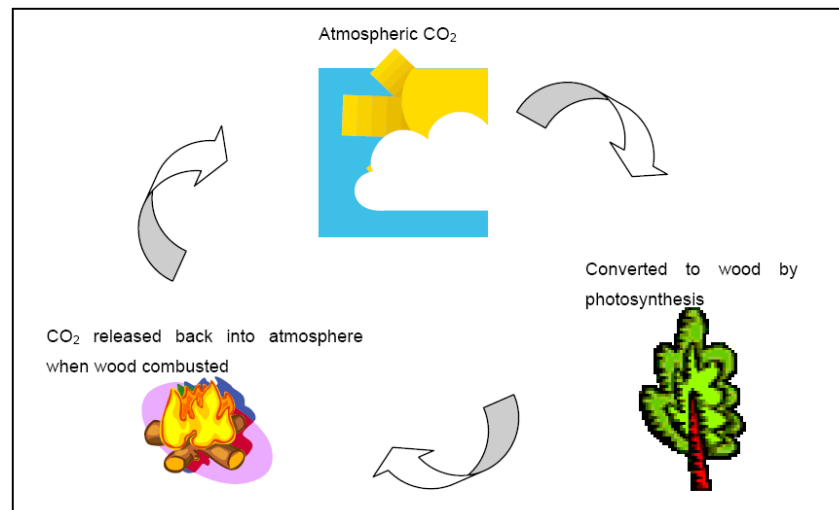 Atmospheric CO₂
Converted to wood by
photosynthesis
CO₂ released back into atmosphere
when wood combusted